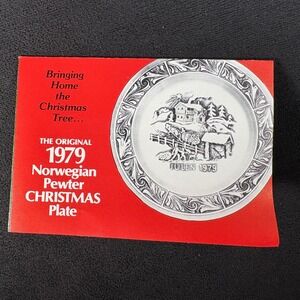 Bringing
Home
the
Christmas
Tree...
THE ORIGINAL
1979
Norwegian
Pewter
CHRISTMAS
Plate
JULEN 1979